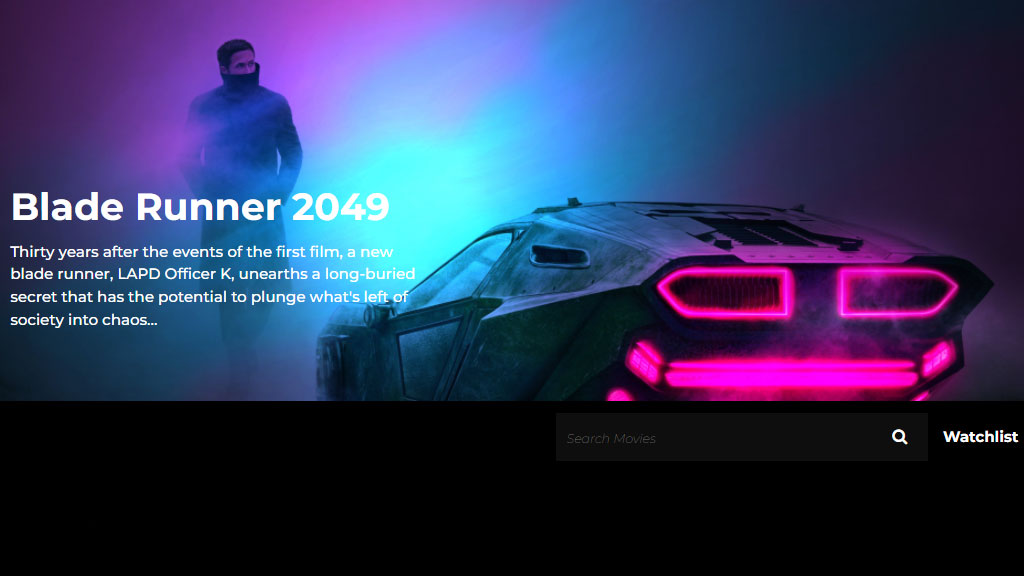 Blade Runner 2049
Thirty years after the events of the first film, a new
blade runner, LAPD Officer K, unearths a long-buried
secret that has the potential to plunge what's left of
society into chaos...
Search Movies
Watchlist